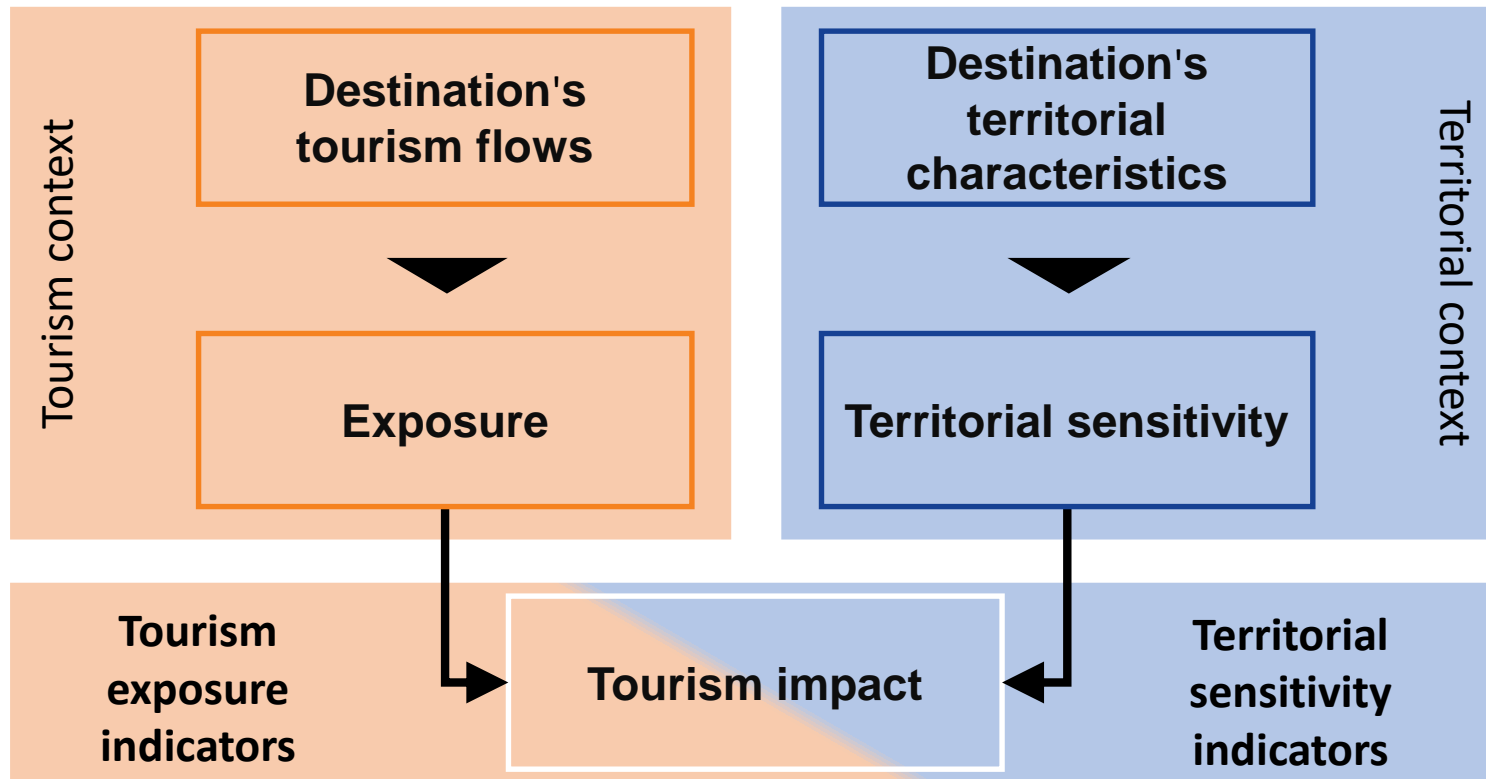 Tourism context
Destination's
tourism flows
Exposure
Destination's
territorial
characteristics
Territorial sensitivity
Territorial context
Tourism
exposure
indicators
Tourism impact
Territorial
sensitivity
indicators